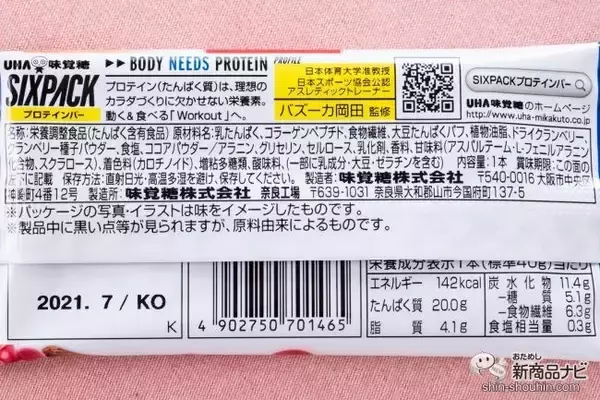 UHA味覚糖
SIXPACK
プロテインバー
▶▶BODY NEEDS PROTEIN
プロテイン(たんぱく質)は、理想の
カラダづくりに欠かせない栄養素。
動く&食べる「Workout」へ。
PROFILE
日本体育大学准教授
日本スポーツ協会公認
アスレティックトレーナー
バズーカ岡田 監修
SIXPACKプロテインバー
UHA味覚糖のホームページ
http://www.uha-mikakuto.co.jp
名称:栄養調整食品(たんぱく含有食品) 原材料名:乳たんぱく、コラーゲンペプチド、食物繊維、大豆たんぱくパフ、植物油脂、ドライクランベリー、
クランベリー種子パウダー、食塩、ココアパウダー/アラニン、グリセリン、セルロース、乳化剤、香料、甘味料(アスパルテーム・L-フェニルアラニン
化合物、スクラロース)、着色料(カロチノイド)、増粘多糖類、酸味料、(一部に乳成分・大豆・ゼラチンを含む) 内容量:1本 賞味期限:この面の
左下に記載 保存方法:直射日光・高温多湿を避け、保存してください。 製造者:味覚糖株式会社 〒540-0016 大阪市中央区
神崎町4番12号 製造所:味覚糖株式会社 奈良工場 〒639-1031 奈良県大和郡山市今国府町137-5
※パッケージの写真・イラストは味をイメージしたものです。
※製品中に黒い点等が見られますが、原料由来によるものです。
2021. 7 / KO
K
4 902750 701465
栄養成分表示1本(標準40g)当たり
エネルギー 142kcal
たんぱく質 20.0g
脂質 4.1g
炭水化物 11.4g
-糖質 5.1g
-食物繊維 6.3g
食塩相当量 0.3g
おためし
新商品ナビ
shin-shouhin.com